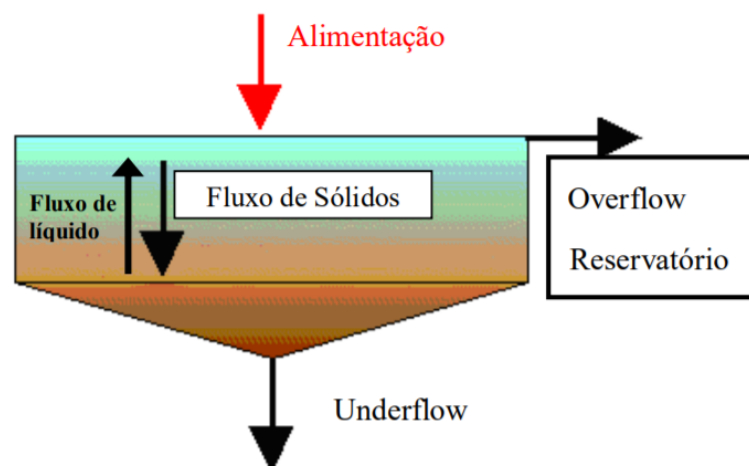 Alimentação
Fluxo de Sólidos
Fluxo de
líquido
Overflow
Reservatório
Underflow